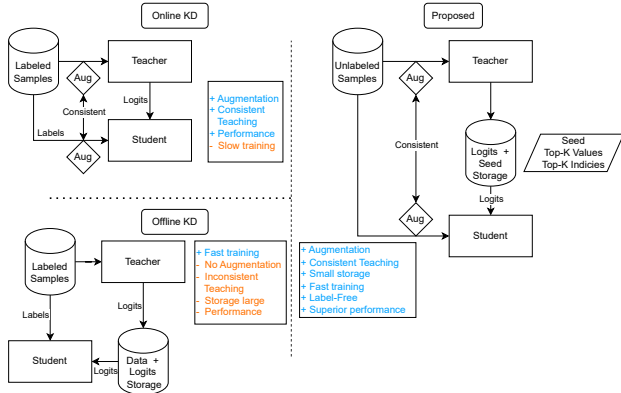 Online KD
Labeled
Samples
Aug
Teacher
Logits
Consistent
Labels
Student
Aug
+ Augmentation
+ Consistent
Teaching
+ Performance
- Slow training
Offline KD
Labeled
Samples
Teacher
Labels
Logits
Student
Logits
Data +
Logits
Storage
+ Fast training
- No Augmentation
- Inconsistent
Teaching
- Storage large
- Performance
Proposed
Unlabeled
Samples
Aug
Teacher
Consistent
Logits +
Seed
Storage
Seed
Top-K Values
Top-K Indicies
Logits
Aug
Student
+ Augmentation
+ Consistent Teaching
+ Small storage
+ Fast training
+ Label-Free
+ Superior performance